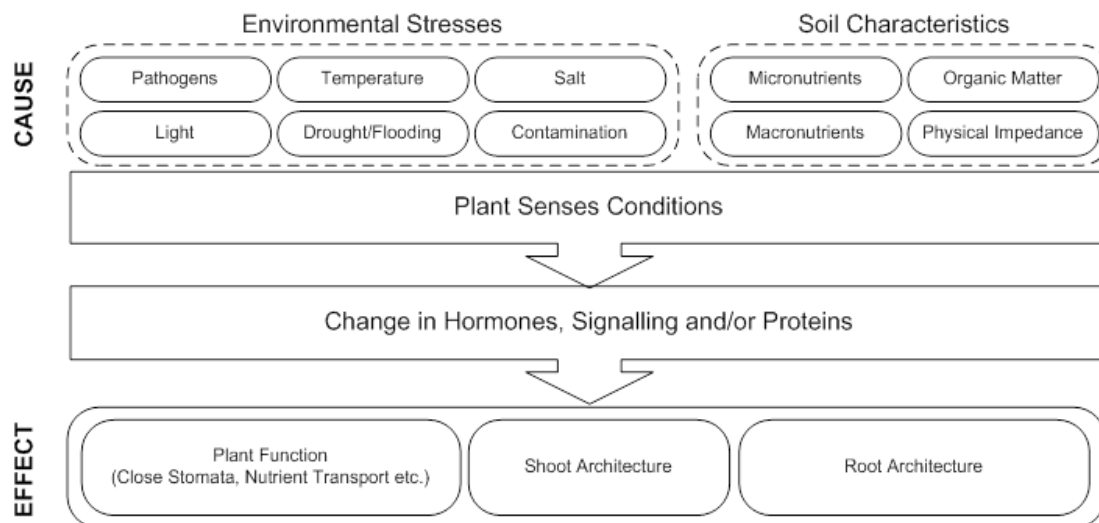 Environmental Stresses
Soil Characteristics
CAUSE
Pathogens
Temperature
Salt
Micronutrients
Organic Matter
Light
Drought/Flooding
Contamination
Macronutrients
Physical Impedance
Plant Senses Conditions
Change in Hormones, Signalling and/or Proteins
EFFECT
Plant Function
(Close Stomata, Nutrient Transport etc.)
Shoot Architecture
Root Architecture